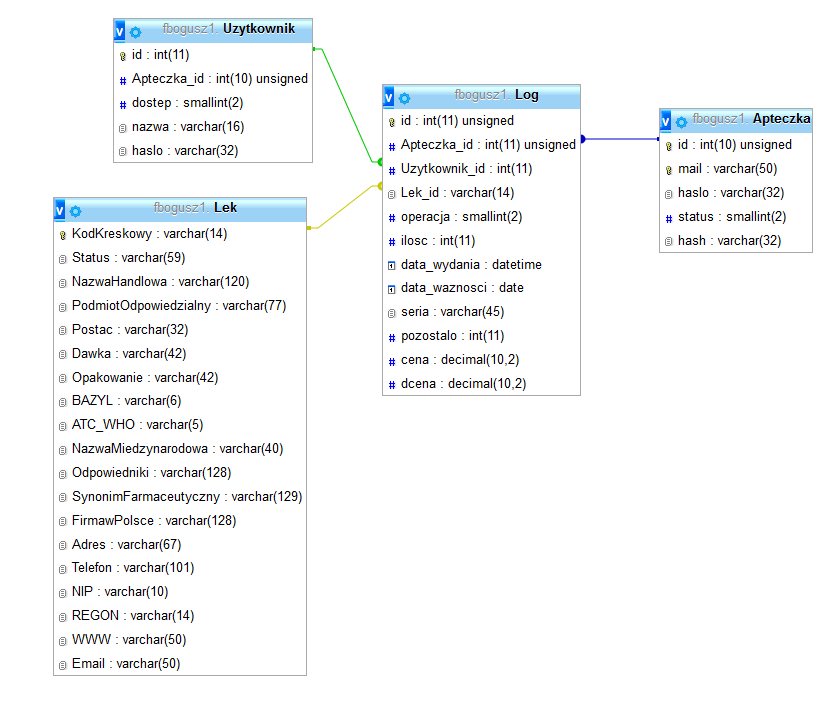 fbogusz1. Uzytkownik
id : int(11)
Apteczka_id : int(10) unsigned
dostep : smallint(2)
nazwa : varchar(16)
haslo : varchar(32)
fbogusz1. Lek
KodKreskowy : varchar(14)
Status : varchar(59)
NazwaHandlowa : varchar(120)
PodmiotOdpowiedzialny : varchar(77)
Postac : varchar(32)
Dawka : varchar(42)
Opakowanie : varchar(42)
BAZYL : varchar(6)
ATC_WHO : varchar(5)
NazwaMiedzynarodowa : varchar(40)
Odpowiedniki : varchar(128)
SynonimFarmaceutyczny : varchar(129)
FirmawPolsce : varchar(128)
Adres : varchar(67)
Telefon : varchar(101)
NIP : varchar(10)
REGON : varchar(14)
WWW : varchar(50)
Email : varchar(50)
fbogusz1. Log
id : int(11) unsigned
Apteczka_id : int(11) unsigned
Uzytkownik_id : int(11)
Lek_id : varchar(14)
operacja : smallint(2)
ilosc : int(11)
data_wydania : datetime
data_waznosci : date
seria : varchar(45)
pozostalo : int(11)
cena : decimal(10,2)
dcena : decimal(10,2)
fbogusz1. Apteczka
id : int(10) unsigned
mail : varchar(50)
haslo : varchar(32)
status : smallint(2)
hash : varchar(32)